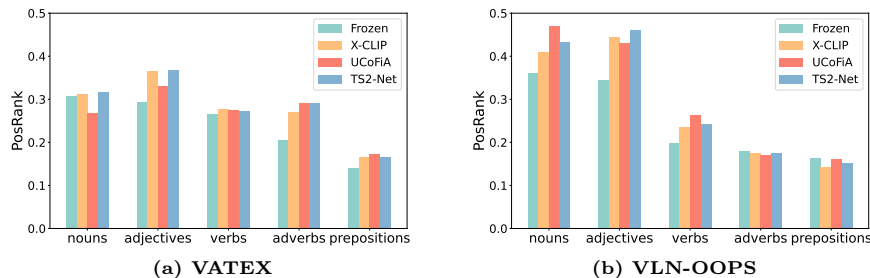 0.5
0.4
0.3
0.2
0.1
0.0
PosRank
Frozen
X-CLIP
UCoFiA
TS2-Net
nouns adjectives verbs adverbs prepositions
(a) VATEX
0.5
0.4
0.3
0.2
0.1
0.0
PosRank
Frozen
X-CLIP
UCoFiA
TS2-Net
nouns adjectives verbs adverbs prepositions
(b) VLN-OOPS